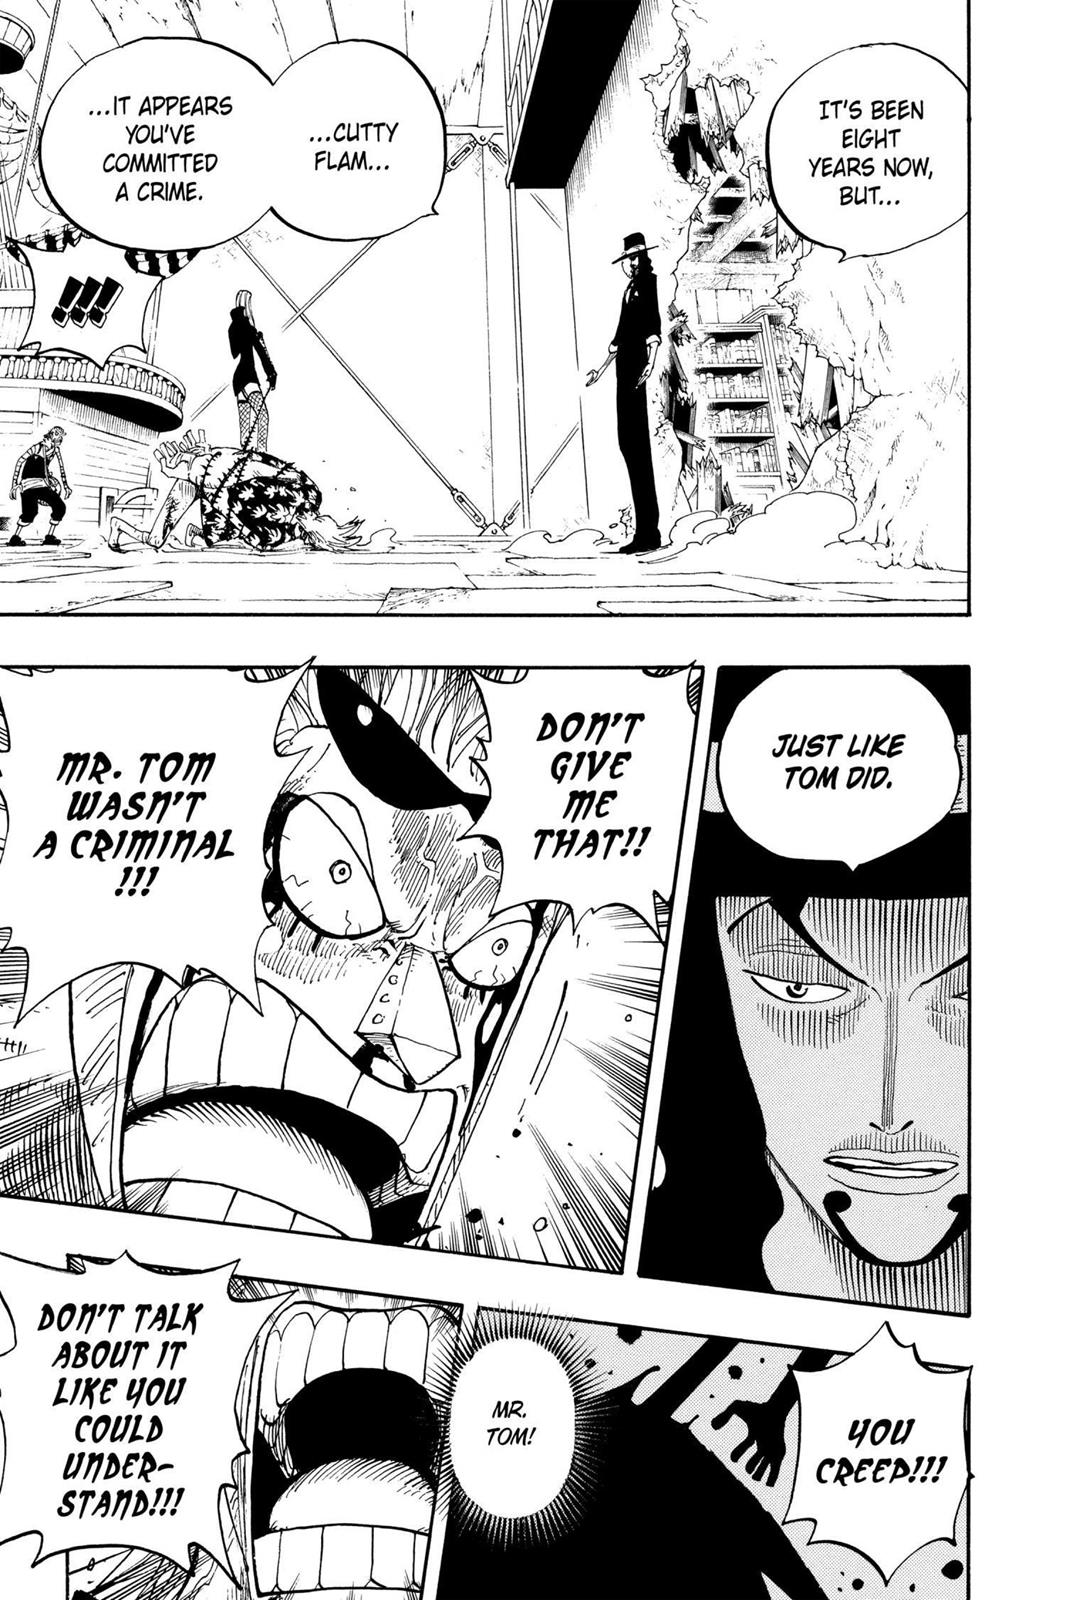 IT'S BEEN
EIGHT
YEARS NOW,
BUT...
...CUTTY
FLAM...
...IT APPEARS
YOU'VE
COMMITTED
A CRIME.
!!!!
JUST LIKE
TOM DID.
DON'T
GIVE
ME
THAT!!
MR. TOM
WASN'T
A CRIMINAL
!!!
YOU
CREEP!!!
MR.
TOM!
DON'T TALK
ABOUT IT
LIKE YOU
COULD
UNDER-
STAND!!!